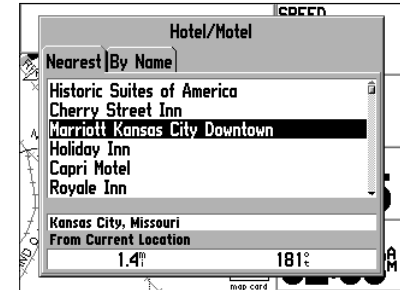 SPEED
Hotel/Motel
Nearest By Name
Historic Suites of America
Cherry Street Inn
Marriott Kansas City Downtown
Holiday Inn
Capri Motel
Royale Inn
Kansas City, Missouri
From Current Location
1.4 mi 181°
map card